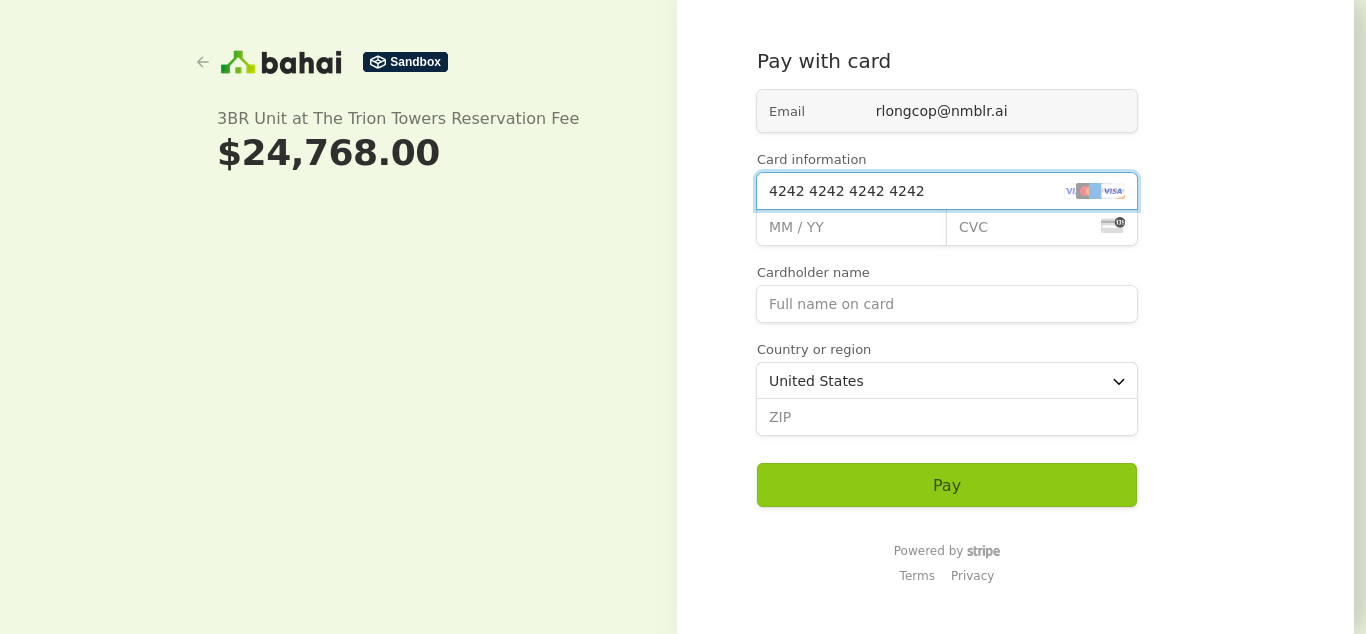 bahai
Sandbox
3BR Unit at The Trion Towers Reservation Fee
$24,768.00
Pay with card
Email rlongcop@nmblr.ai
Card information
4242 4242 4242 4242
VISA
MM / YY
CVC
135
Cardholder name
Full name on card
Country or region
United States
ZIP
Pay
Powered by stripe
Terms Privacy